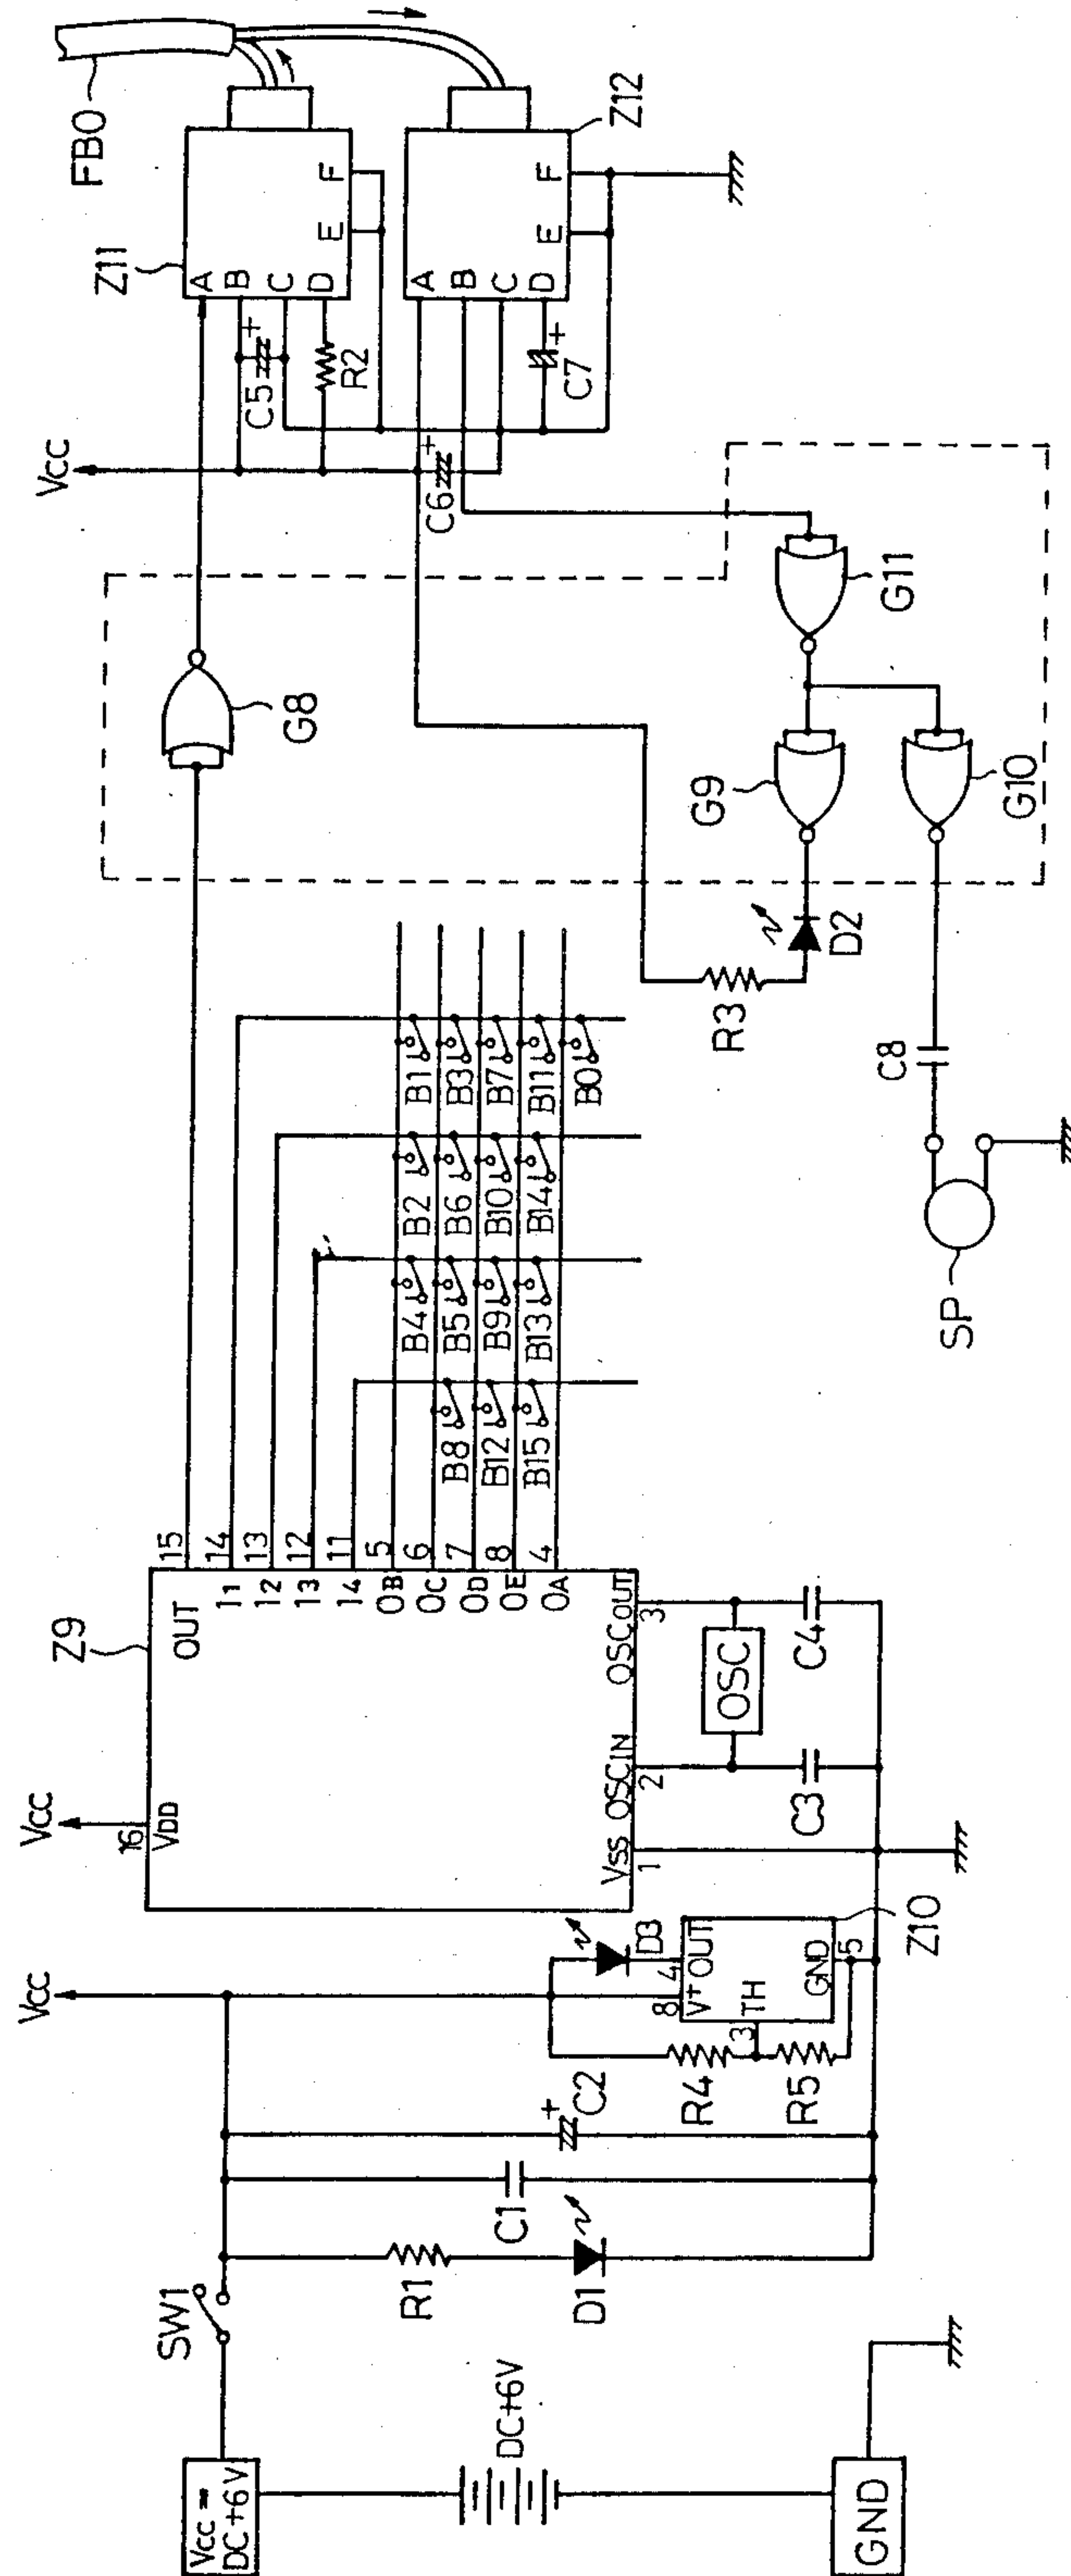 Vcc =
DC+6V
DC+6V
GND
SW1
R1
D1
C1
C2
+
Vcc
R4
R5
D3
8
4
V+
OUT
3
TH
GND
5
Z10
Vcc
16
VDD
Z9
Vss
1
OSCIN
2
OSCOUT
3
OSC
C3
C4
OUT
15
I1
14
I2
13
I3
12
I4
11
OB
5
OC
6
OD
7
OE
8
OA
4
B8
B12
B15
B4
B5
B9
B13
B2
B6
B10
B14
B1
B3
B7
B11
B0
G8
SP
C8
R3
D2
G9
G10
G11
Vcc
C5
+
R2
C6
+
C7
+
Z11
A
B
C
D
E
F
Z12
A
B
C
D
E
F
FB0